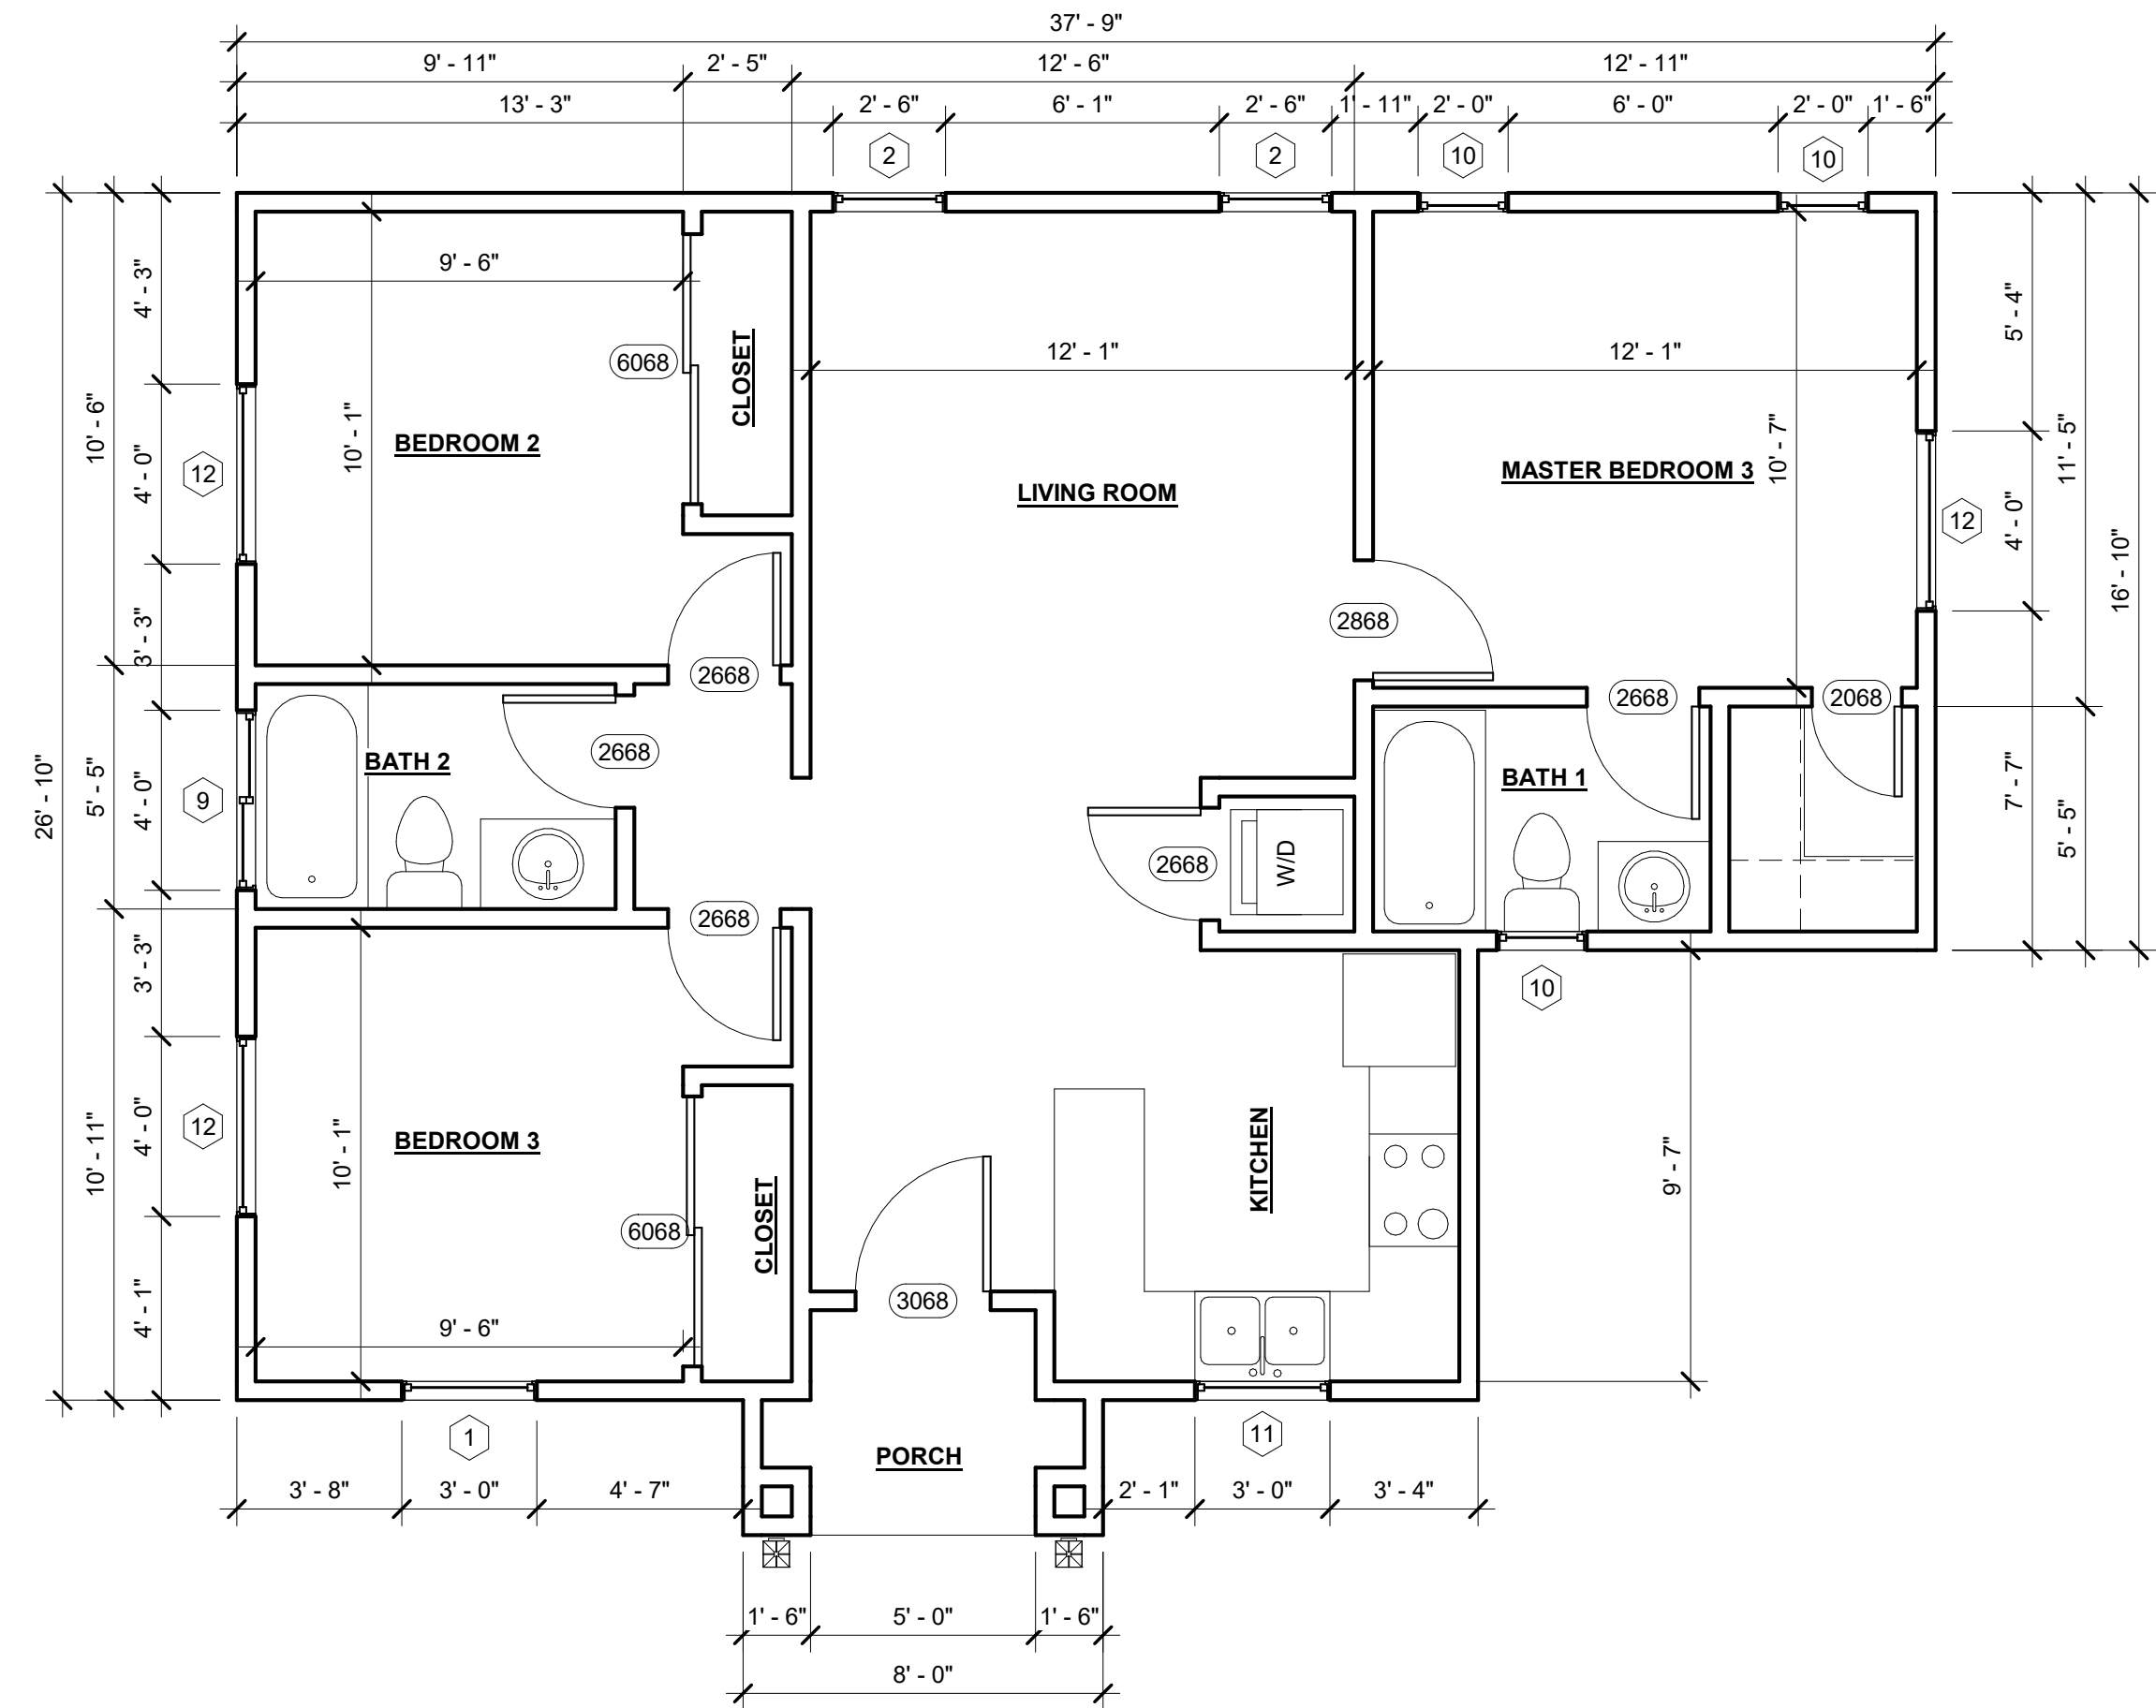 37' - 9"
9' - 11" 2' - 5" 12' - 6" 12' - 11"
13' - 3" 2' - 6" 6' - 1" 2' - 6" 1' - 11" 2' - 0" 6' - 0" 2' - 0" 1' - 6"
2 2 10 10
4' - 3"
9' - 6"
5' - 4"
12' - 1" 12' - 1"
6068
CLOSET
10' - 6"
10' - 1"
BEDROOM 2
10' - 7"
11' - 5"
4' - 0"
12
LIVING ROOM
MASTER BEDROOM 3
12
4' - 0"
16' - 10"
3' - 3"
2868
2668
2668
2068
26' - 10"
5' - 5"
4' - 0"
9
BATH 2
2668
BATH 1
7' - 7"
5' - 5"
2668
W/D
2668
3' - 3"
10
10' - 11"
4' - 0"
12
BEDROOM 3
10' - 1"
KITCHEN
9' - 7"
6068
CLOSET
4' - 1"
9' - 6"
3068
1
11
PORCH
3' - 8" 3' - 0" 4' - 7" 2' - 1" 3' - 0" 3' - 4"
1' - 6" 5' - 0" 1' - 6"
8' - 0"